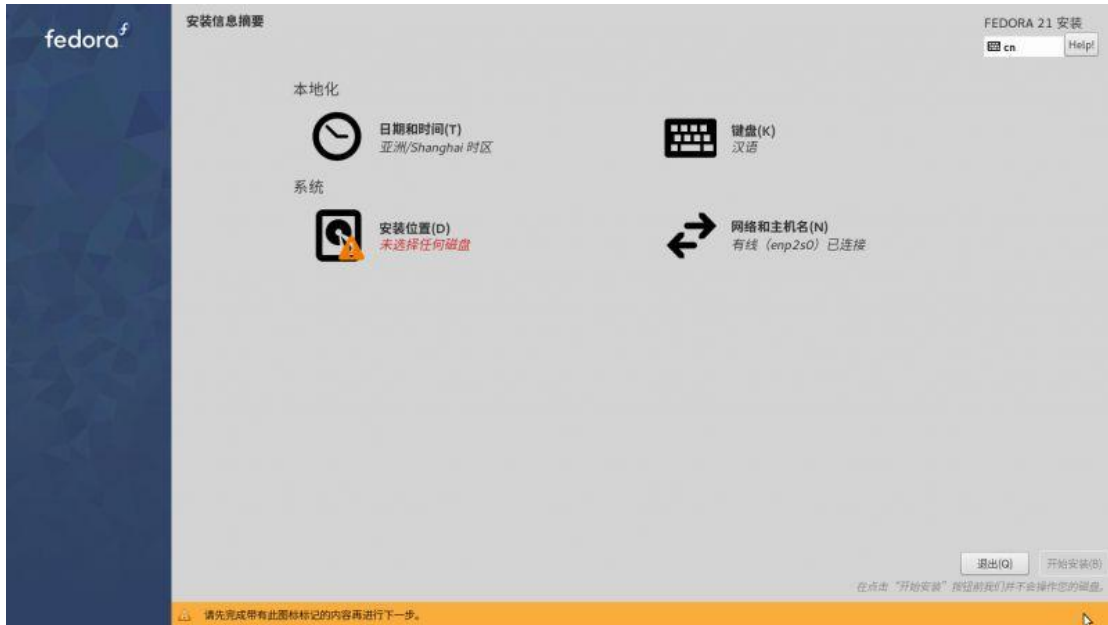 fedora
安装信息摘要
FEDORA 21 安装
cn
Help!
本地化
日期和时间(T)
亚洲/Shanghai 时区
键盘(K)
汉语
系统
安装位置(D)
未选择任何磁盘
网络和主机名(N)
有线（enp2s0）已连接
退出(Q)
开始安装(B)
在点击“开始安装”按钮前我们并不会操作您的磁盘。
请先完成带有此图标标记的内容再进行下一步。